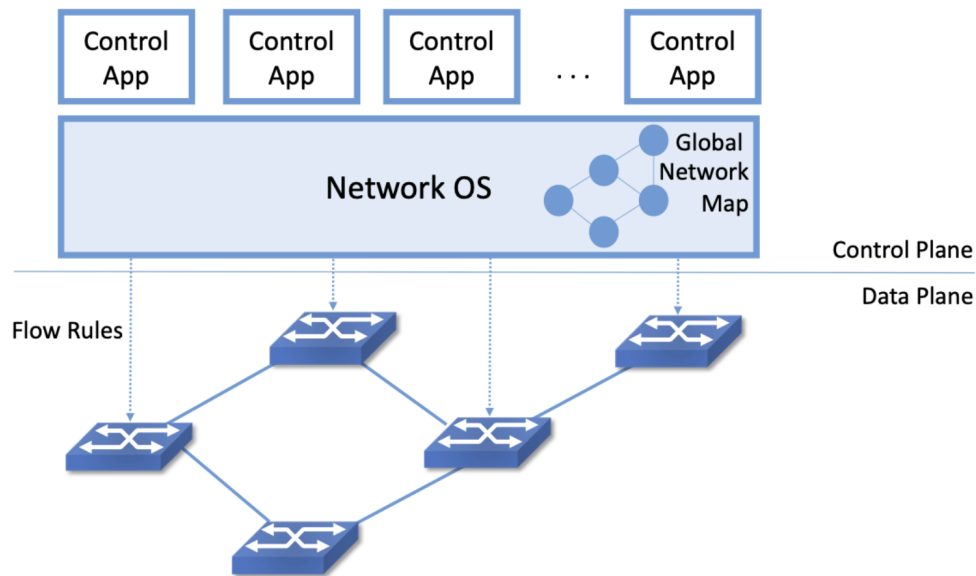 Control
App
Control
App
Control
App
. . .
Control
App
Network OS
Global
Network
Map
Control Plane
Data Plane
Flow Rules